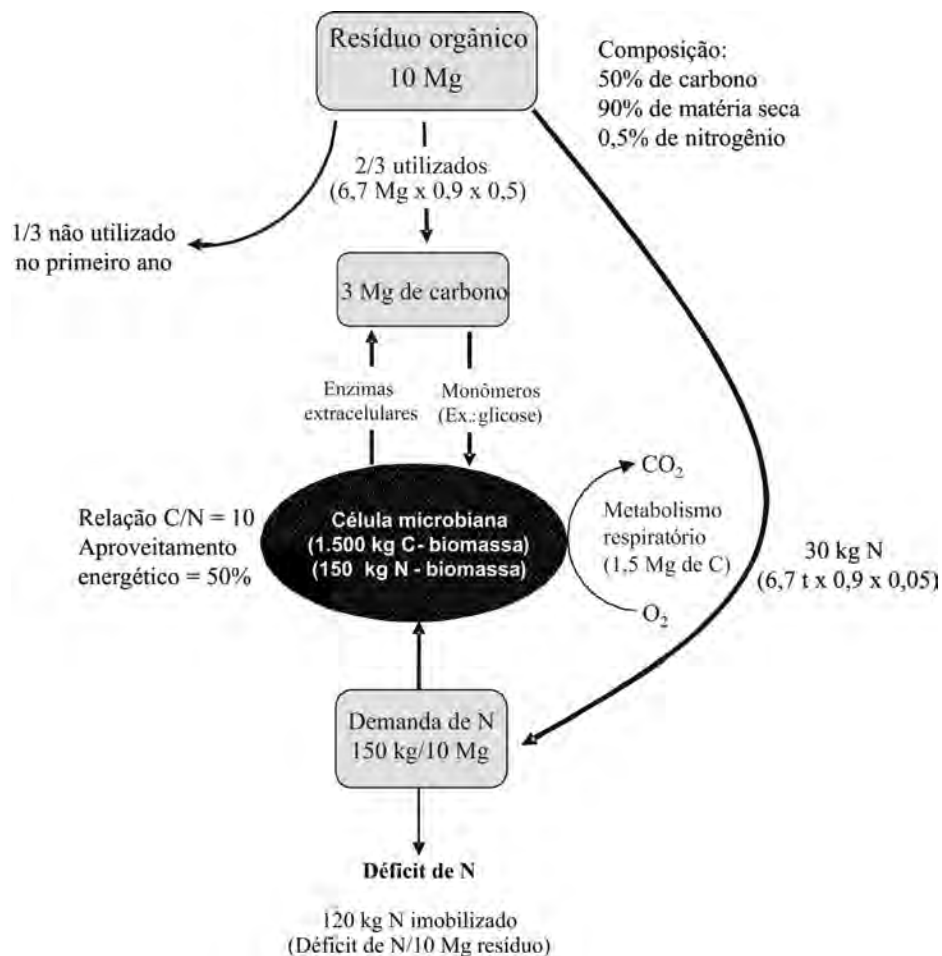 Resíduo orgânico
10 Mg
Composição:
50% de carbono
90% de matéria seca
0,5% de nitrogênio
2/3 utilizados
(6,7 Mg x 0,9 x 0,5)
1/3 não utilizado
no primeiro ano
3 Mg de carbono
Enzimas
extracelulares
Monômeros
(Ex.:glicose)
Relação C/N = 10
Aproveitamento
energético = 50%
Célula microbiana
(1.500 kg C- biomassa)
(150 kg N - biomassa)
CO2
Metabolismo
respiratório
(1,5 Mg de C)
O2
30 kg N
(6,7 t x 0,9 x 0,05)
Demanda de N
150 kg/10 Mg
Déficit de N
120 kg N imobilizado
(Déficit de N/10 Mg resíduo)